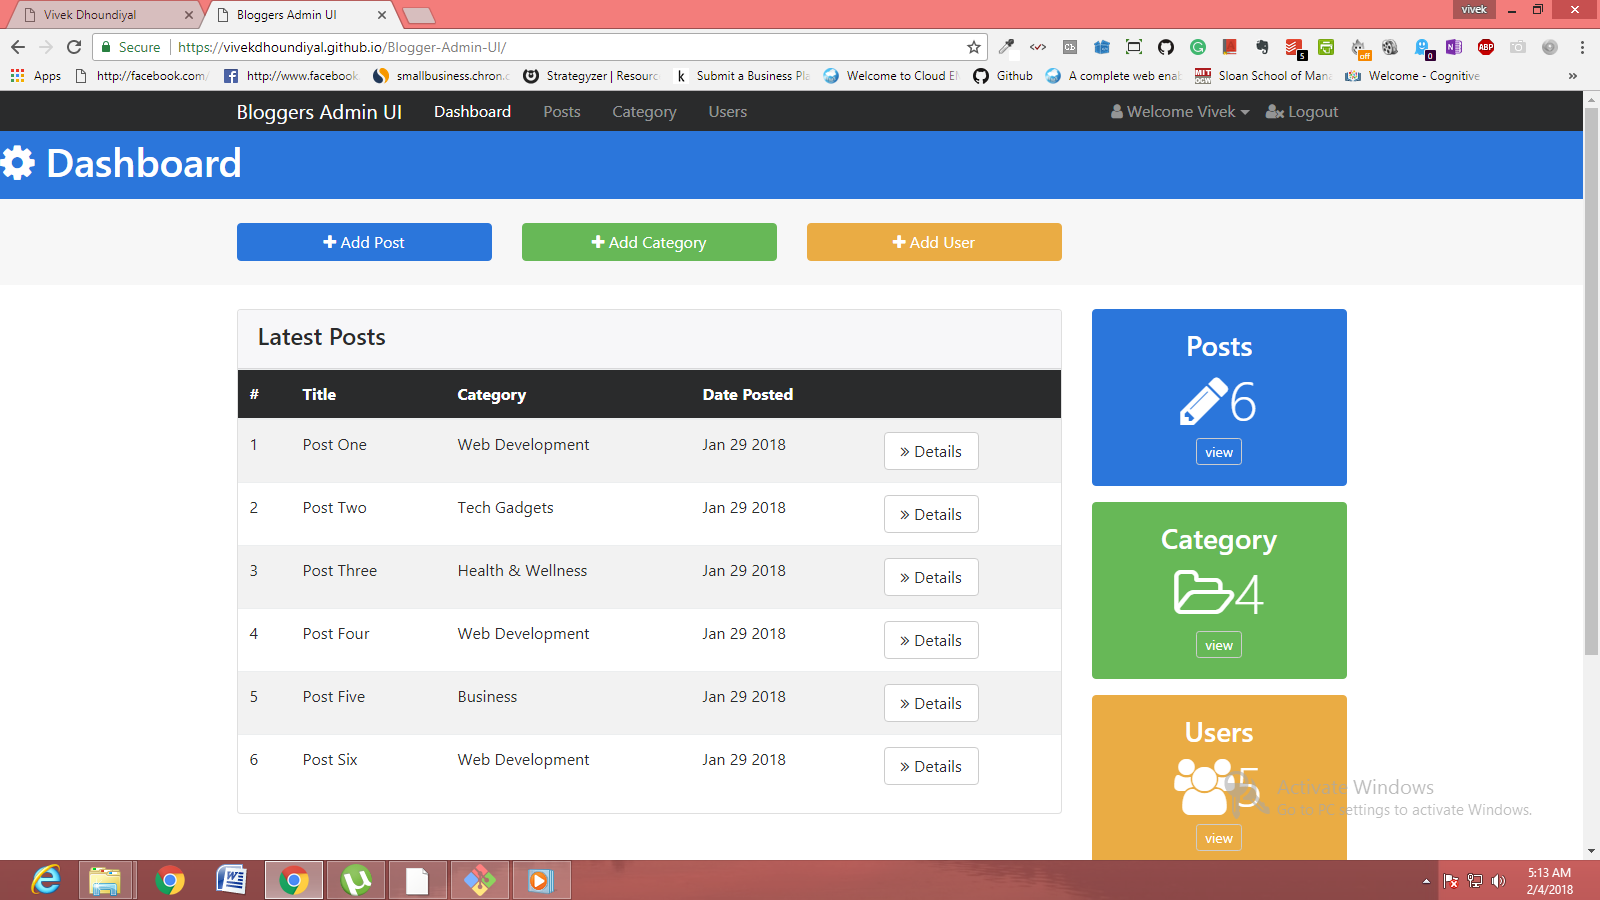 Vivek Dhoundiyal
Bloggers Admin UI
vivek
Secure
https://vivekdhoundiyal.github.io/Blogger-Admin-UI/
Apps
http://facebook.com/
http://www.facebook.
smallbusiness.chron.c
Strategyzer | Resourc
Submit a Business Pla
Welcome to Cloud E
Github
A complete web enab
Sloan School of Mana
Welcome - Cognitive
Bloggers Admin UI
Dashboard
Posts
Category
Users
Welcome Vivek
Logout
Dashboard
Add Post
Add Category
Add User
Latest Posts
# Title Category Date Posted
1 Post One Web Development Jan 29 2018 » Details
2 Post Two Tech Gadgets Jan 29 2018 » Details
3 Post Three Health & Wellness Jan 29 2018 » Details
4 Post Four Web Development Jan 29 2018 » Details
5 Post Five Business Jan 29 2018 » Details
6 Post Six Web Development Jan 29 2018 » Details
Posts
6
view
Category
4
view
Users
5
view
Activate Windows
Go to PC settings to activate Windows.
5:13 AM
2/4/2018